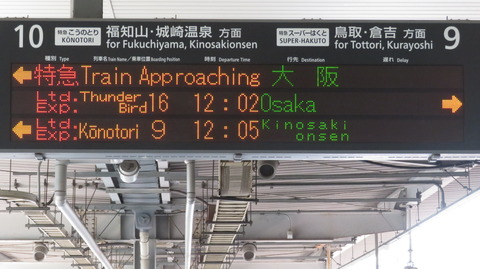 10 特急 こうのとり KŌNOTORI 福知山・城崎温泉 方面 for Fukuchiyama, Kinosakionsen
特急 スーパーはくと SUPER-HAKUTO 鳥取・倉吉 方面 for Tottori, Kurayoshi 9
種別 Type 列車名 Train Name/乗車位置 Boarding Position 時刻 Departure Time 行先 Destination 遅れ Delay
←特急 Train Approaching 大阪
Ltd. Exp. Thunder Bird 16 12:02 Osaka →
←Ltd. Exp. Kōnotori 9 12:05 Kinosaki onsen